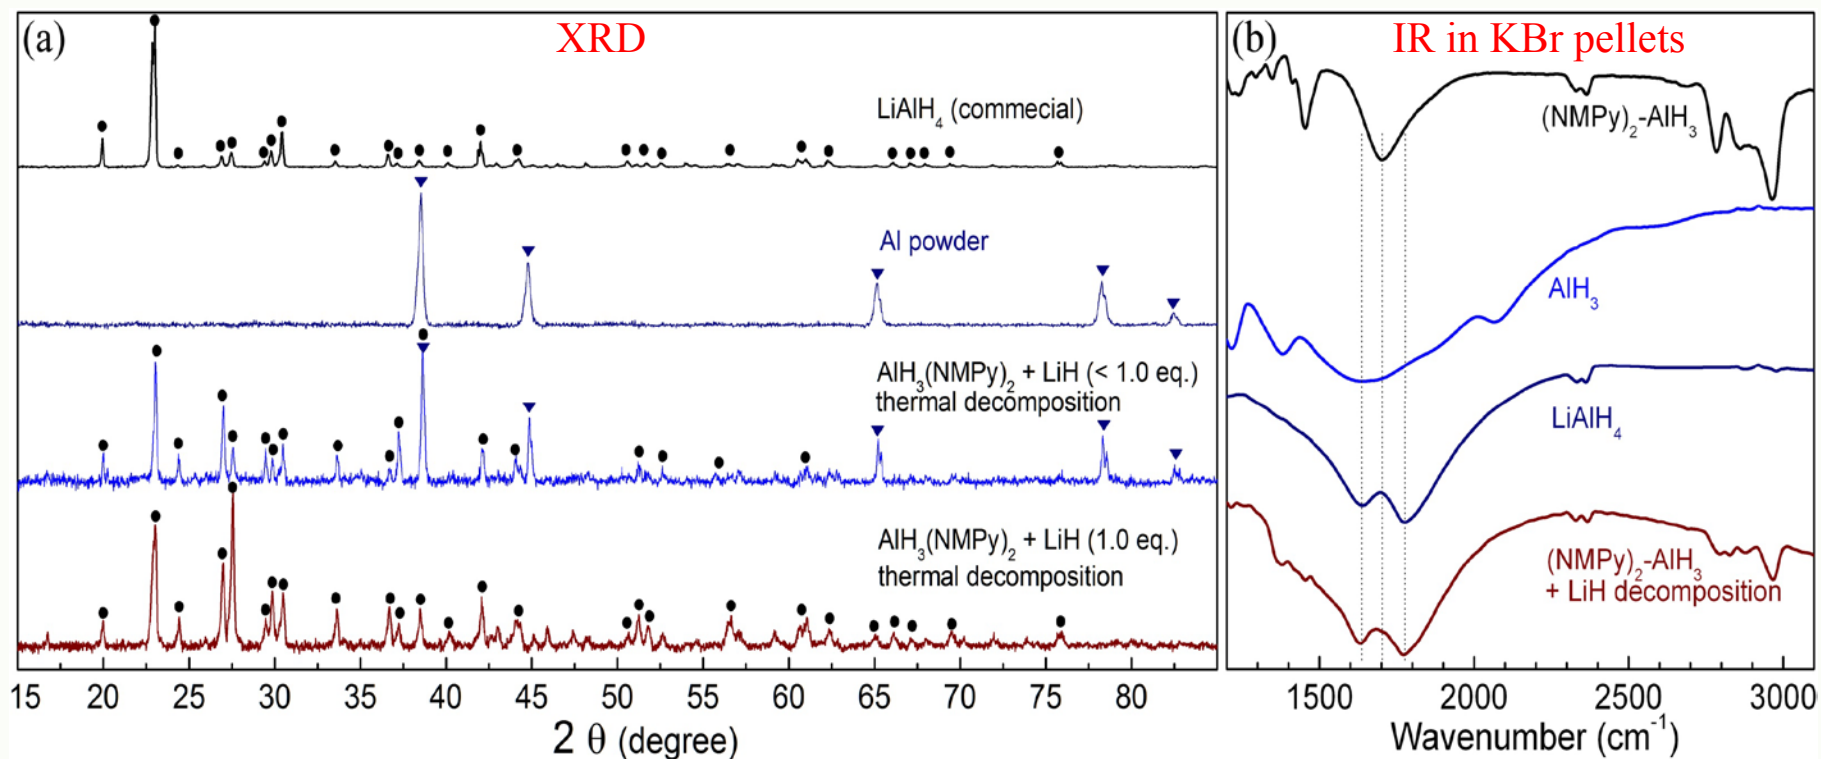 (a)
XRD
LiAlH₄ (commecial)
Al powder
AlH₃(NMPy)₂ + LiH (< 1.0 eq.)
thermal decomposition
AlH₃(NMPy)₂ + LiH (1.0 eq.)
thermal decomposition
15 20 25 30 35 40 45 50 55 60 65 70 75 80
2 θ (degree)
(b)
IR in KBr pellets
(NMPy)₂-AlH₃
AlH₃
LiAlH₄
(NMPy)₂-AlH₃
+ LiH decomposition
1500 2000 2500 3000
Wavenumber (cm⁻¹)